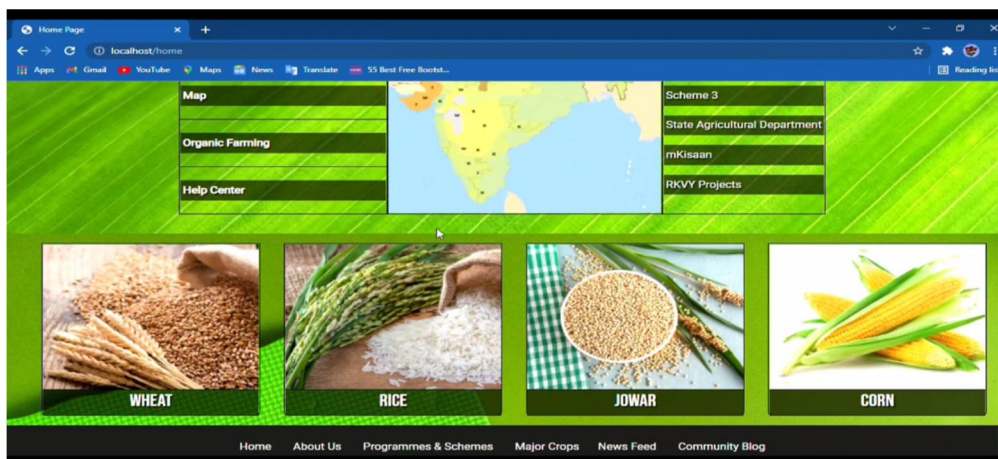 Home Page
localhost/home
Apps Gmail YouTube Maps News Translate 55 Best Free Bootst...
Reading lis
Map
Organic Farming
Help Center
Scheme 3
State Agricultural Department
mKisaan
RKVY Projects
WHEAT RICE JOWAR CORN
Home About Us Programmes & Schemes Major Crops News Feed Community Blog